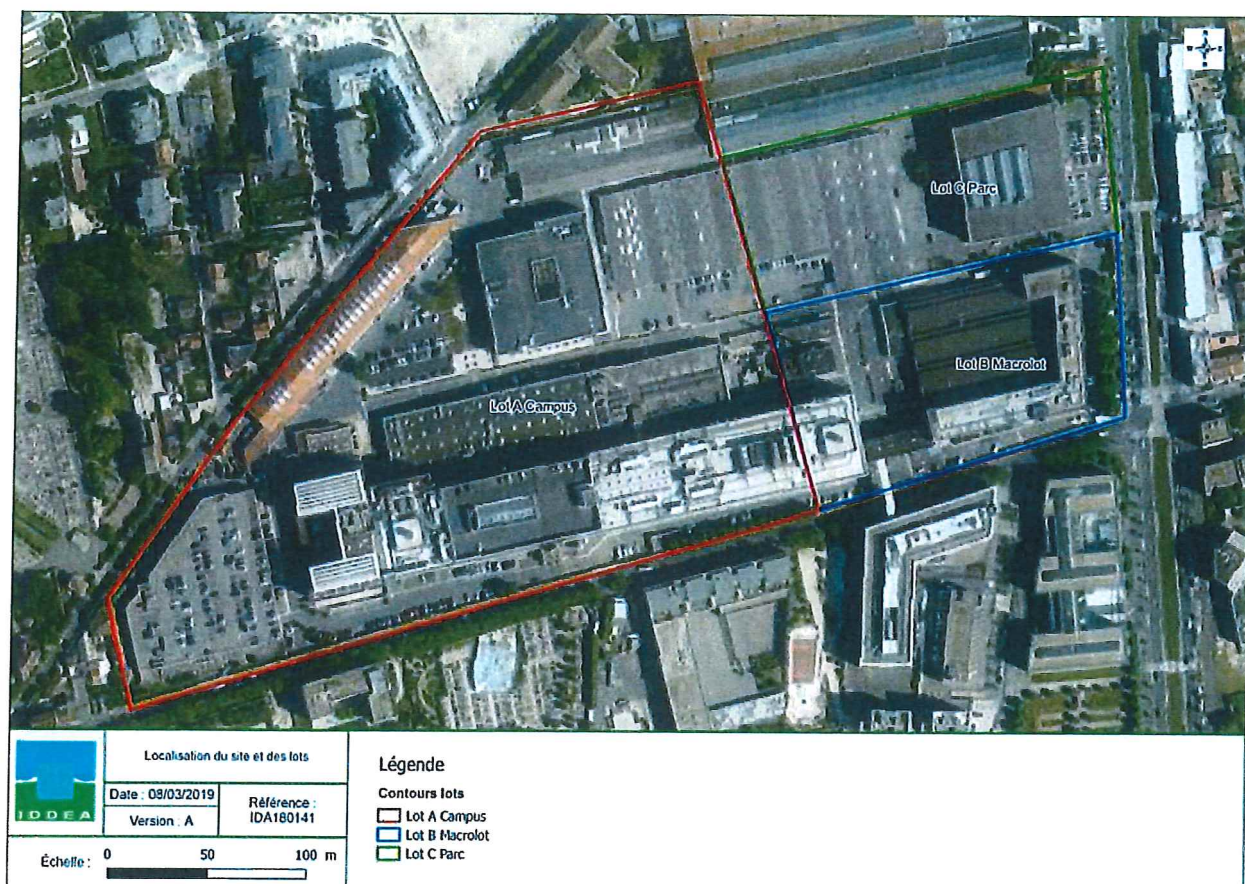 Lot C Parc
Lot B Macrolot
Lot A Campus
IDDEA
Localisation du site et des lots
Date : 08/03/2019
Version : A
Référence :
IDA180141
Échelle :
0 50 100 m
Légende
Contours lots
Lot A Campus
Lot B Macrolot
Lot C Parc